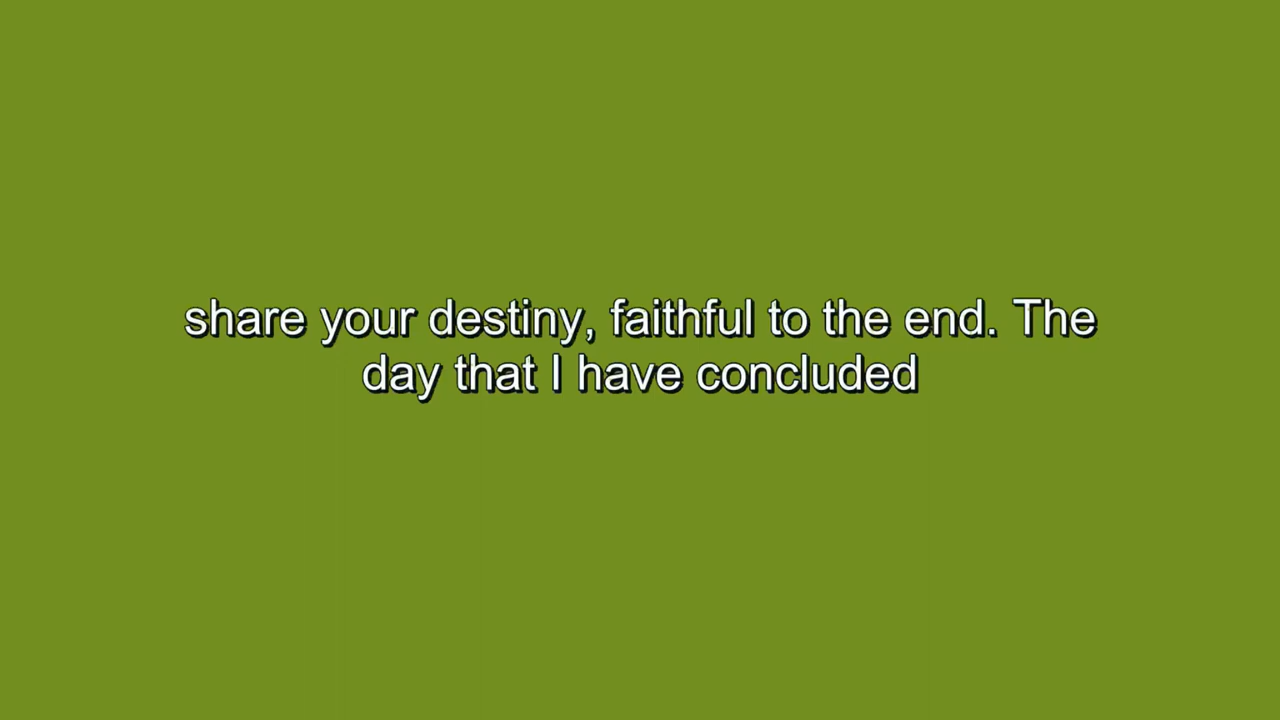 share your destiny, faithful to the end. The
day that I have concluded